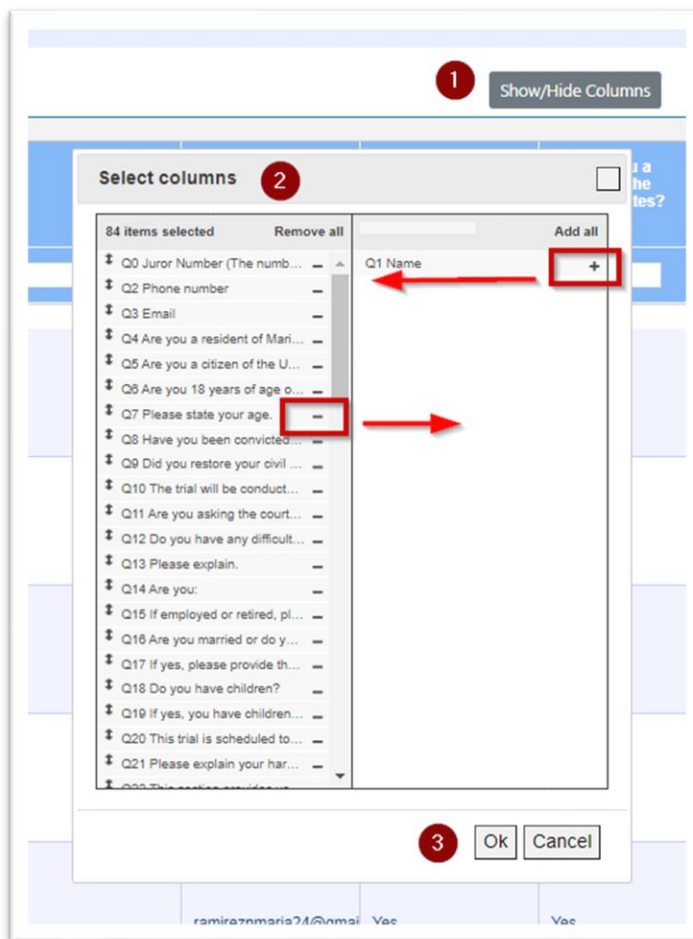 1
Show/Hide Columns
u a
he
tes?
Select columns
2
84 items selected Remove all
Add all
Q0 Juror Number (The numb... –
Q1 Name +
Q2 Phone number –
Q3 Email –
Q4 Are you a resident of Mari... –
Q5 Are you a citizen of the U... –
Q6 Are you 18 years of age o... –
Q7 Please state your age. –
Q8 Have you been convicted... –
Q9 Did you restore your civil ... –
Q10 The trial will be conduct... –
Q11 Are you asking the court... –
Q12 Do you have any difficult... –
Q13 Please explain. –
Q14 Are you: –
Q15 If employed or retired, pl... –
Q16 Are you married or do y... –
Q17 If yes, please provide th... –
Q18 Do you have children? –
Q19 If yes, you have children... –
Q20 This trial is scheduled to... –
Q21 Please explain your har... –
3
Ok Cancel
ramireznmaria24@gmai Yes Yes